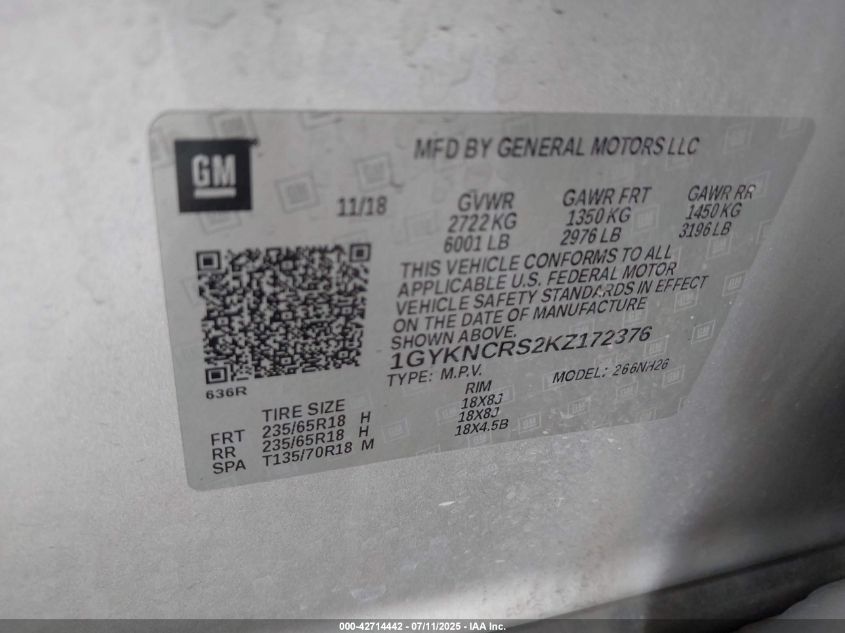 GM
MFD BY GENERAL MOTORS LLC
11/18
GVWR GAWR FRT GAWR RR
2722 KG 1350 KG 1450 KG
6001 LB 2976 LB 3196 LB
THIS VEHICLE CONFORMS TO ALL
APPLICABLE U.S. FEDERAL MOTOR
VEHICLE SAFETY STANDARDS IN EFFECT
ON THE DATE OF MANUFACTURE
SHOWN ABOVE.
1GYKNCRS2KZ172376
TYPE: M.P.V. MODEL: 266NH26
636R
TIRE SIZE RIM
FRT 235/65R18 H 18X8J
RR 235/65R18 H 18X8J
SPA T135/70R18 M 18X4.5B
000-42714442 - 07/11/2025 - IAA Inc.